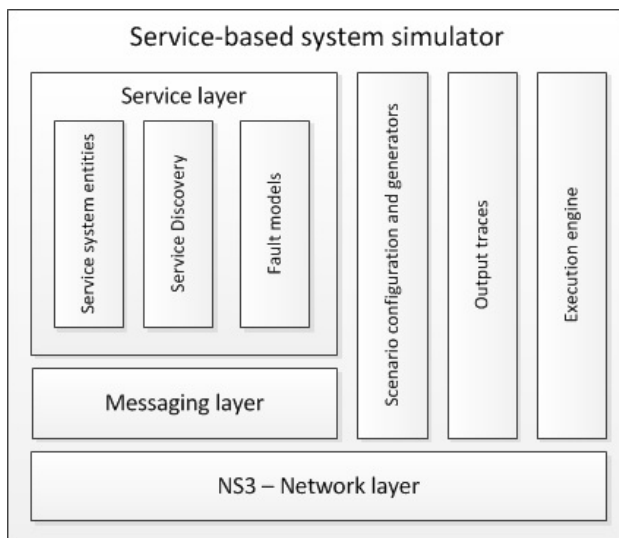 Service-based system simulator
Service layer
Service system entities
Service Discovery
Fault models
Scenario configuration and generators
Output traces
Execution engine
Messaging layer
NS3 – Network layer